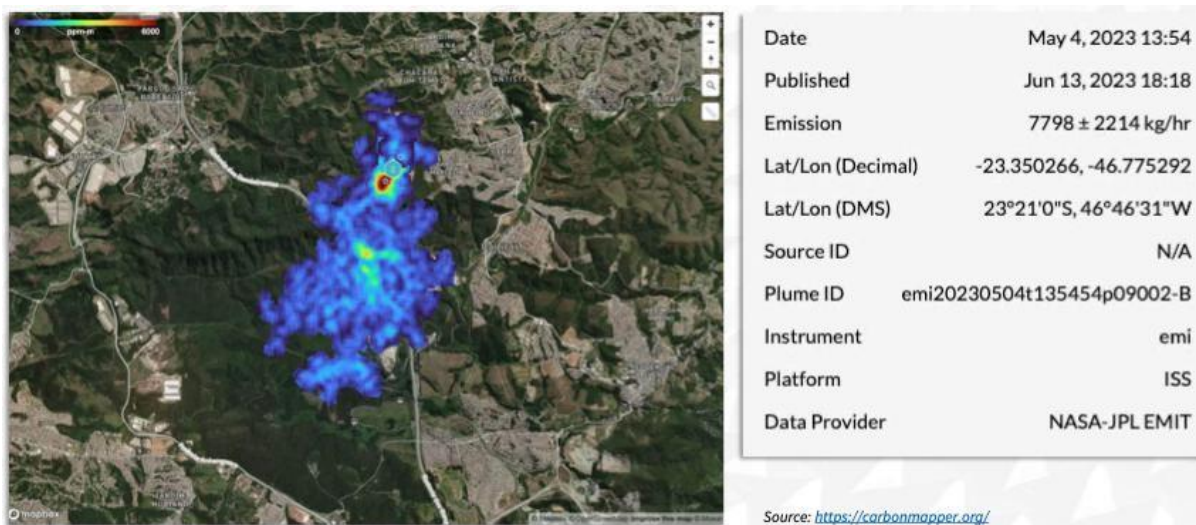 0 ppm-m 6000
mapbox
Date May 4, 2023 13:54
Published Jun 13, 2023 18:18
Emission 7798 ± 2214 kg/hr
Lat/Lon (Decimal) -23.350266, -46.775292
Lat/Lon (DMS) 23°21'0"S, 46°46'31"W
Source ID N/A
Plume ID emi20230504t135454p09002-B
Instrument emi
Platform ISS
Data Provider NASA-JPL EMIT
Source: https://carbonmapper.org/